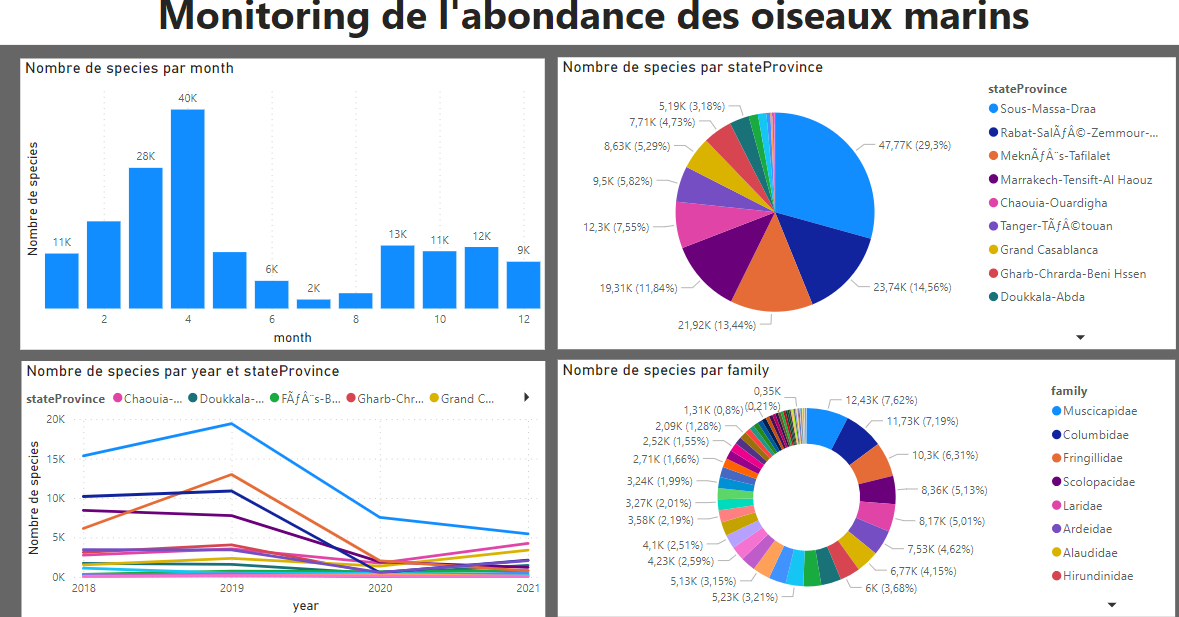 Monitoring de l'abondance des oiseaux marins
Nombre de species par month
Nombre de species
11K
28K
40K
6K
2K
13K
11K
12K
9K
2
4
6
8
10
12
month
Nombre de species par stateProvince
5,19K (3,18%)
7,71K (4,73%)
8,63K (5,29%)
9,5K (5,82%)
12,3K (7,55%)
19,31K (11,84%)
21,92K (13,44%)
23,74K (14,56%)
47,77K (29,3%)
stateProvince
Sous-Massa-Draa
Rabat-SalÃƒÂ©-Zemmour-...
MeknÃƒÂ¨s-Tafilalet
Marrakech-Tensift-Al Haouz
Chaouia-Ouardigha
Tanger-TÃƒÂ©touan
Grand Casablanca
Gharb-Chrarda-Beni Hssen
Doukkala-Abda
Nombre de species par year et stateProvince
stateProvince Chaouia-... Doukkala-... FÃƒÂ¨s-B... Gharb-Chr... Grand C...
Nombre de species
20K
15K
10K
5K
0K
2018
2019
2020
2021
year
Nombre de species par family
0,35K
(0,21%)
1,31K (0,8%)
2,09K (1,28%)
2,52K (1,55%)
2,71K (1,66%)
3,24K (1,99%)
3,27K (2,01%)
3,58K (2,19%)
4,1K (2,51%)
4,23K (2,59%)
5,13K (3,15%)
5,23K (3,21%)
6K (3,68%)
6,77K (4,15%)
7,53K (4,62%)
8,17K (5,01%)
8,36K (5,13%)
10,3K (6,31%)
11,73K (7,19%)
12,43K (7,62%)
family
Muscicapidae
Columbidae
Fringillidae
Scolopacidae
Laridae
Ardeidae
Alaudidae
Hirundinidae